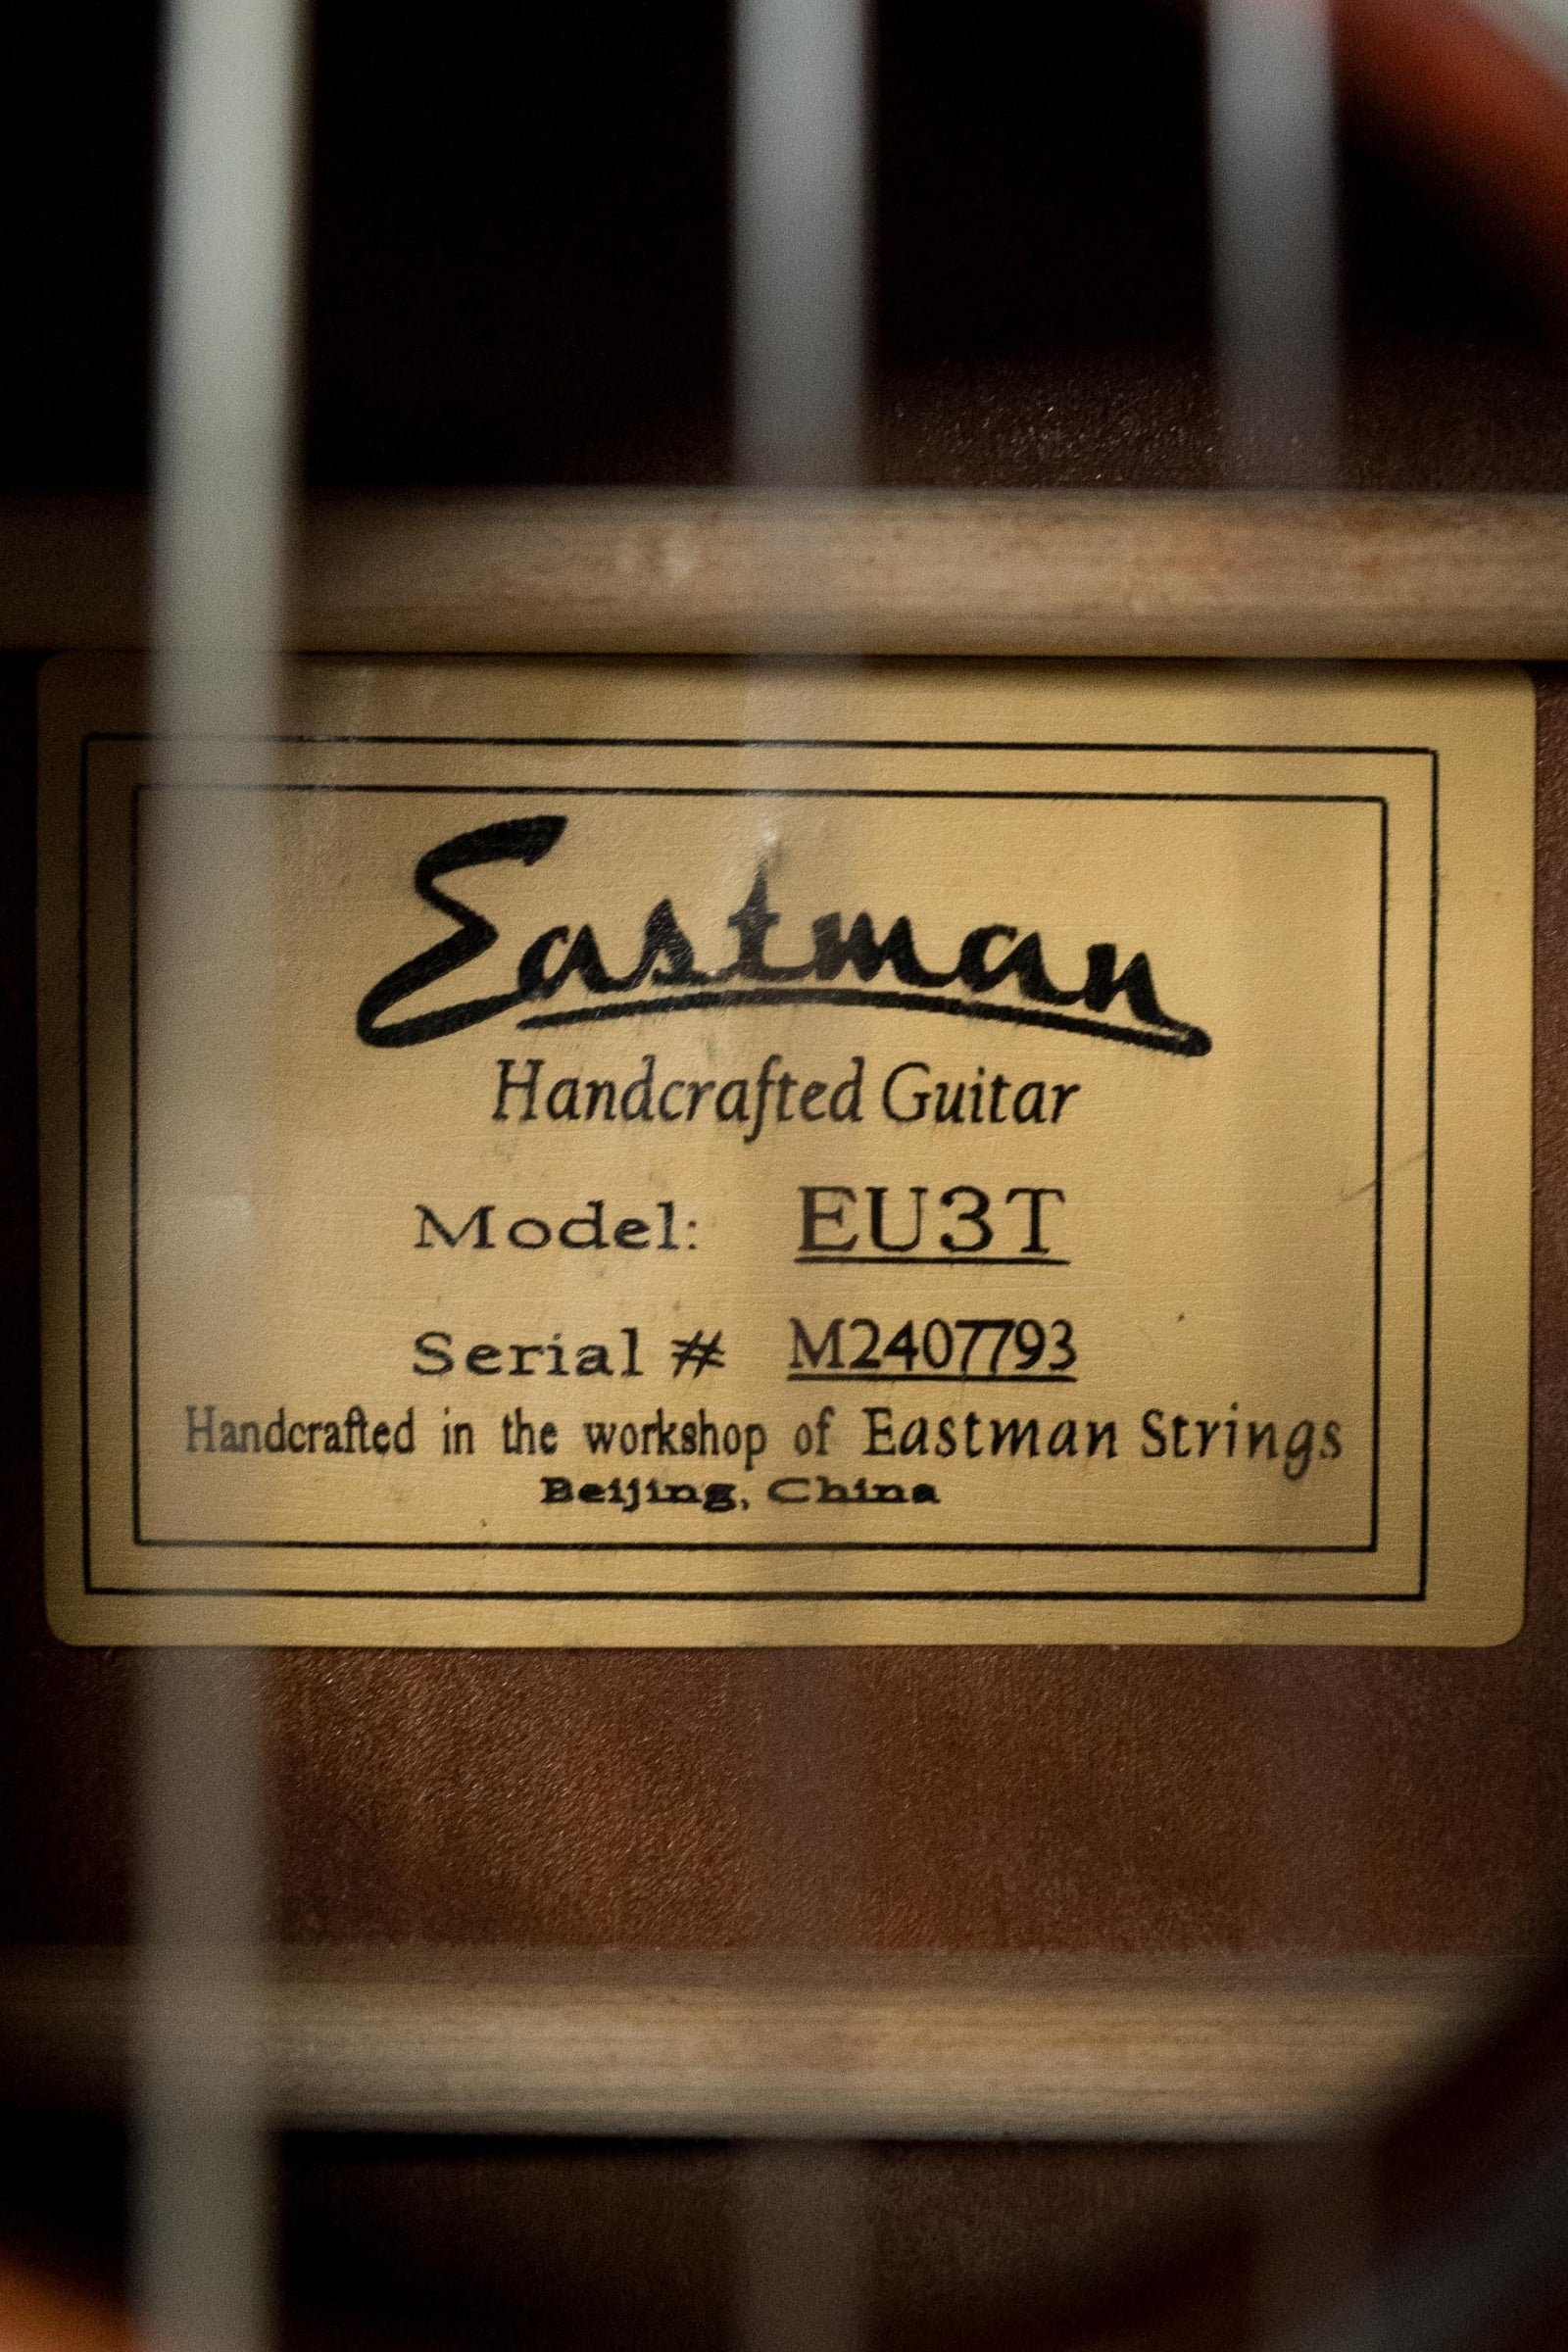 Eastman
Handcrafted Guitar
Model: EU3T
Serial # M2407793
Handcrafted in the workshop of Eastman Strings
Beijing, China